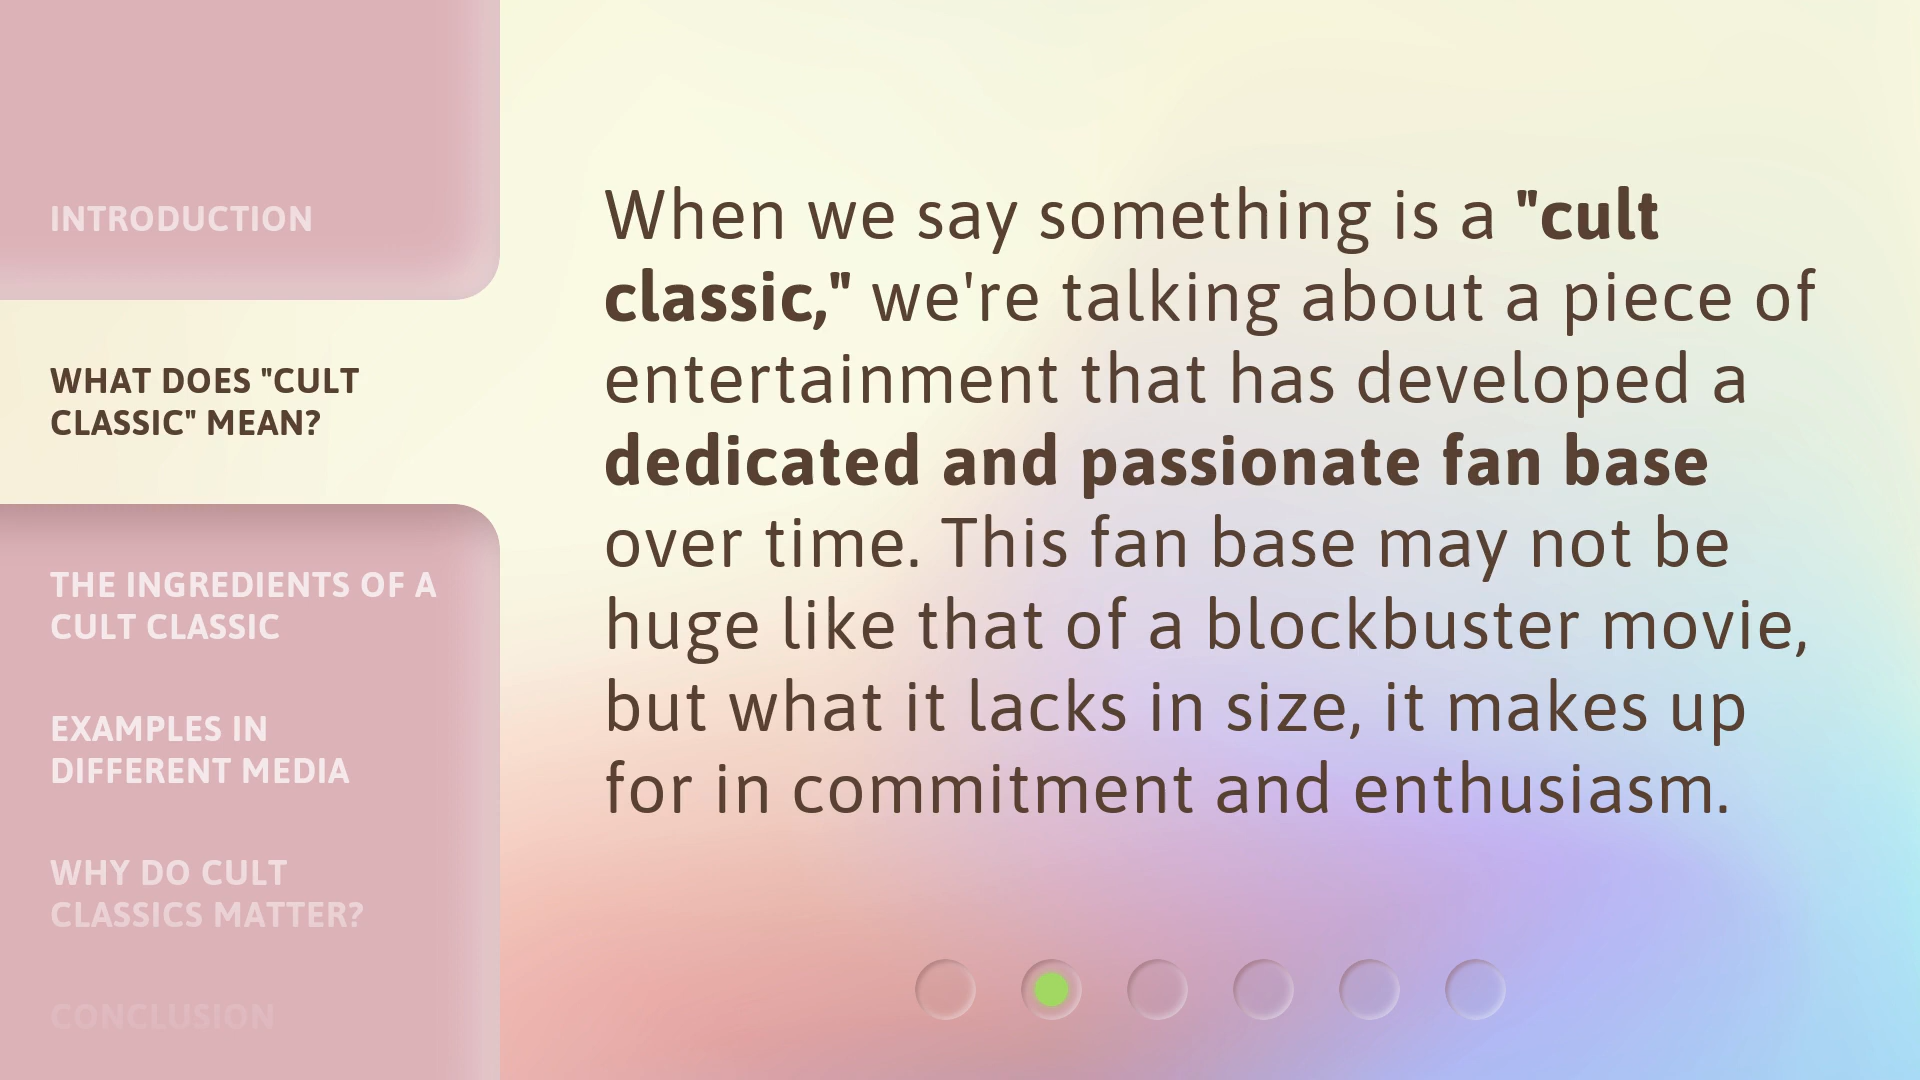 INTRODUCTION
WHAT DOES "CULT
CLASSIC" MEAN?
THE INGREDIENTS OF A
CULT CLASSIC
EXAMPLES IN
DIFFERENT MEDIA
WHY DO CULT
CLASSICS MATTER?
CONCLUSION
When we say something is a "cult
classic," we're talking about a piece of
entertainment that has developed a
dedicated and passionate fan base
over time. This fan base may not be
huge like that of a blockbuster movie,
but what it lacks in size, it makes up
for in commitment and enthusiasm.